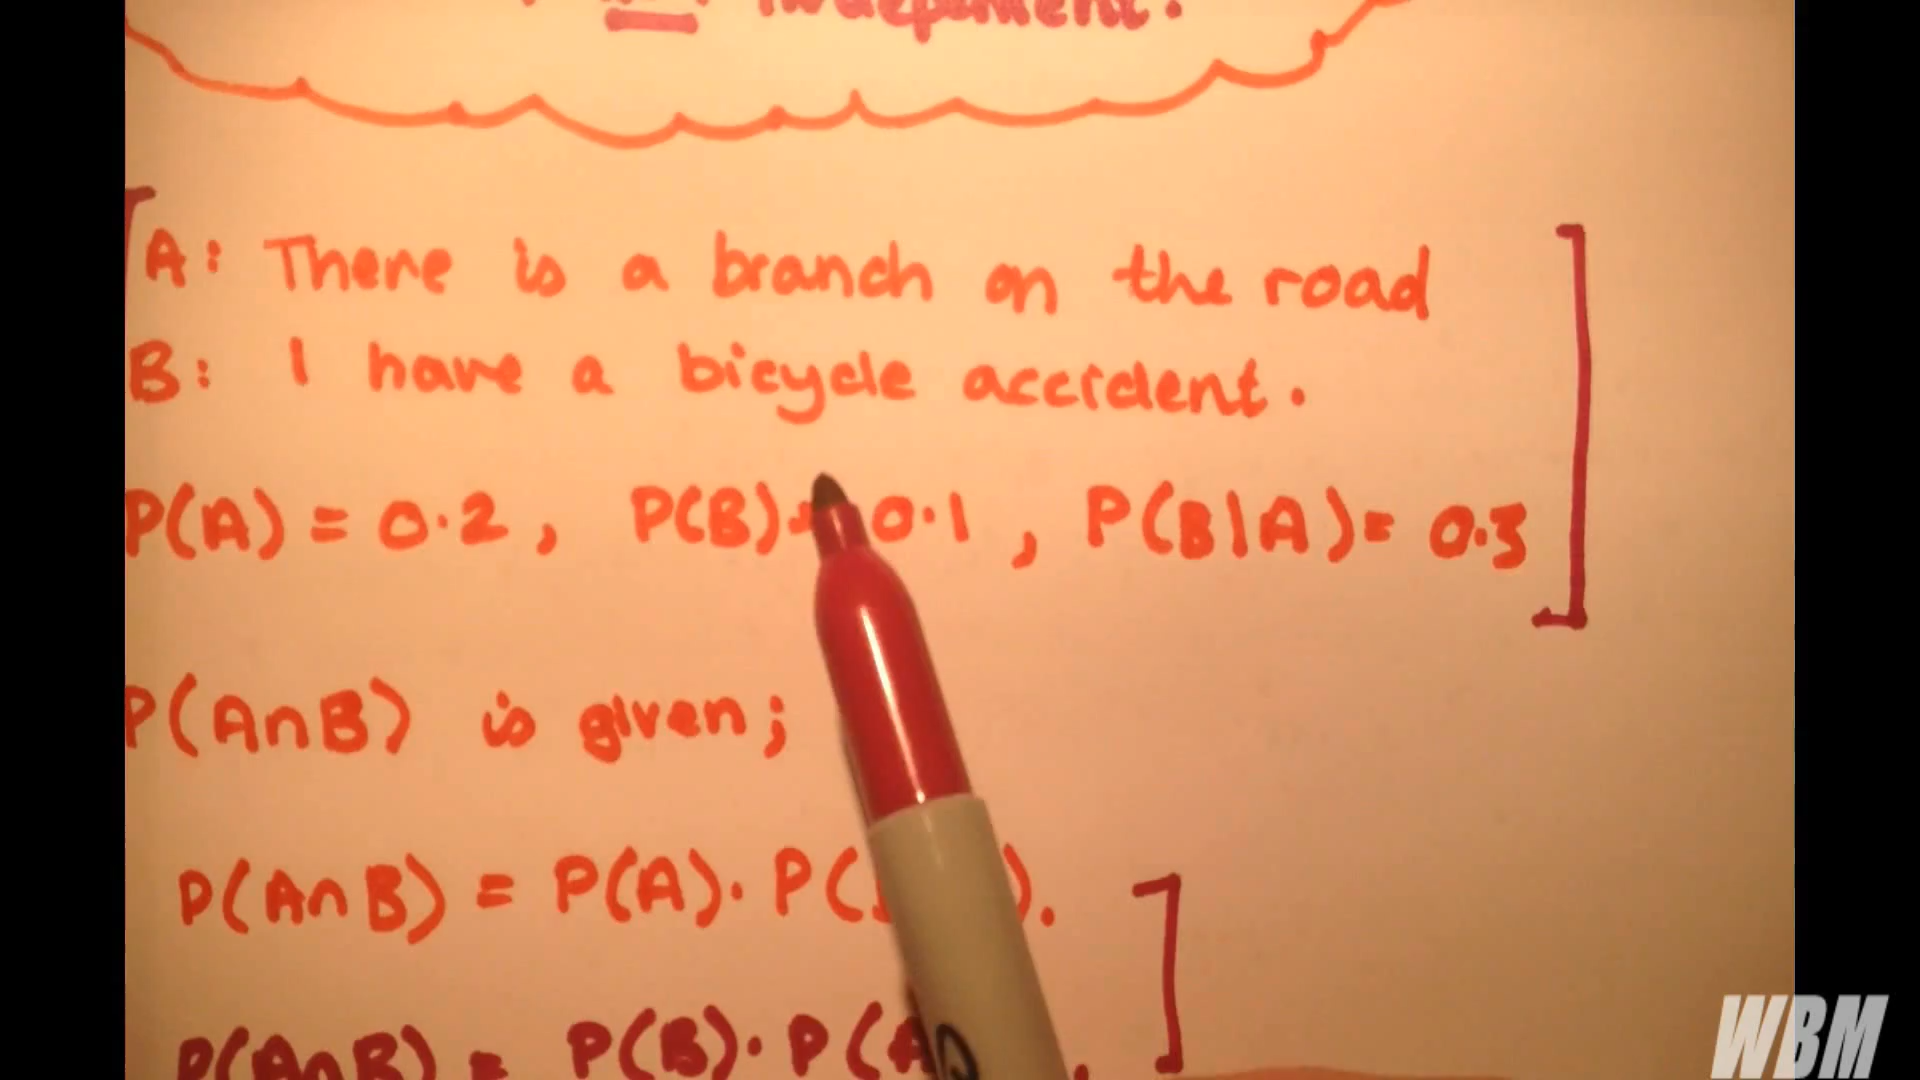 independent.
A: There is a branch on the road
B: I have a bicycle accident.
P(A) = 0.2, P(B) = 0.1, P(B|A) = 0.3
P(A∩B) is given;
P(A∩B) = P(A). P( ).
P(A∩B) = P(B). P(A .
WBM